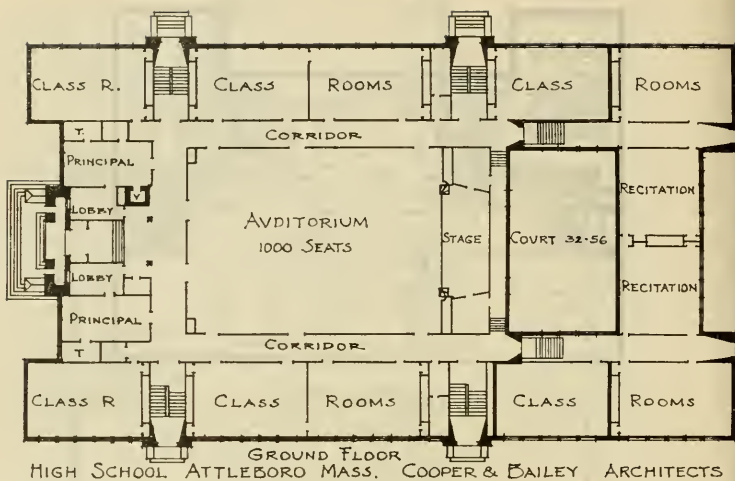 CLASS R. CLASS ROOMS CLASS ROOMS
CORRIDOR
T.
PRINCIPAL
V
LOBBY
RECITATION
AVDITORIUM
1000 SEATS
STAGE
COURT 32-56
LOBBY
RECITATION
PRINCIPAL
CORRIDOR
T.
CLASS R CLASS ROOMS CLASS ROOMS
GROUND FLOOR
HIGH SCHOOL ATTLEBORO MASS. COOPER & BAILEY ARCHITECTS